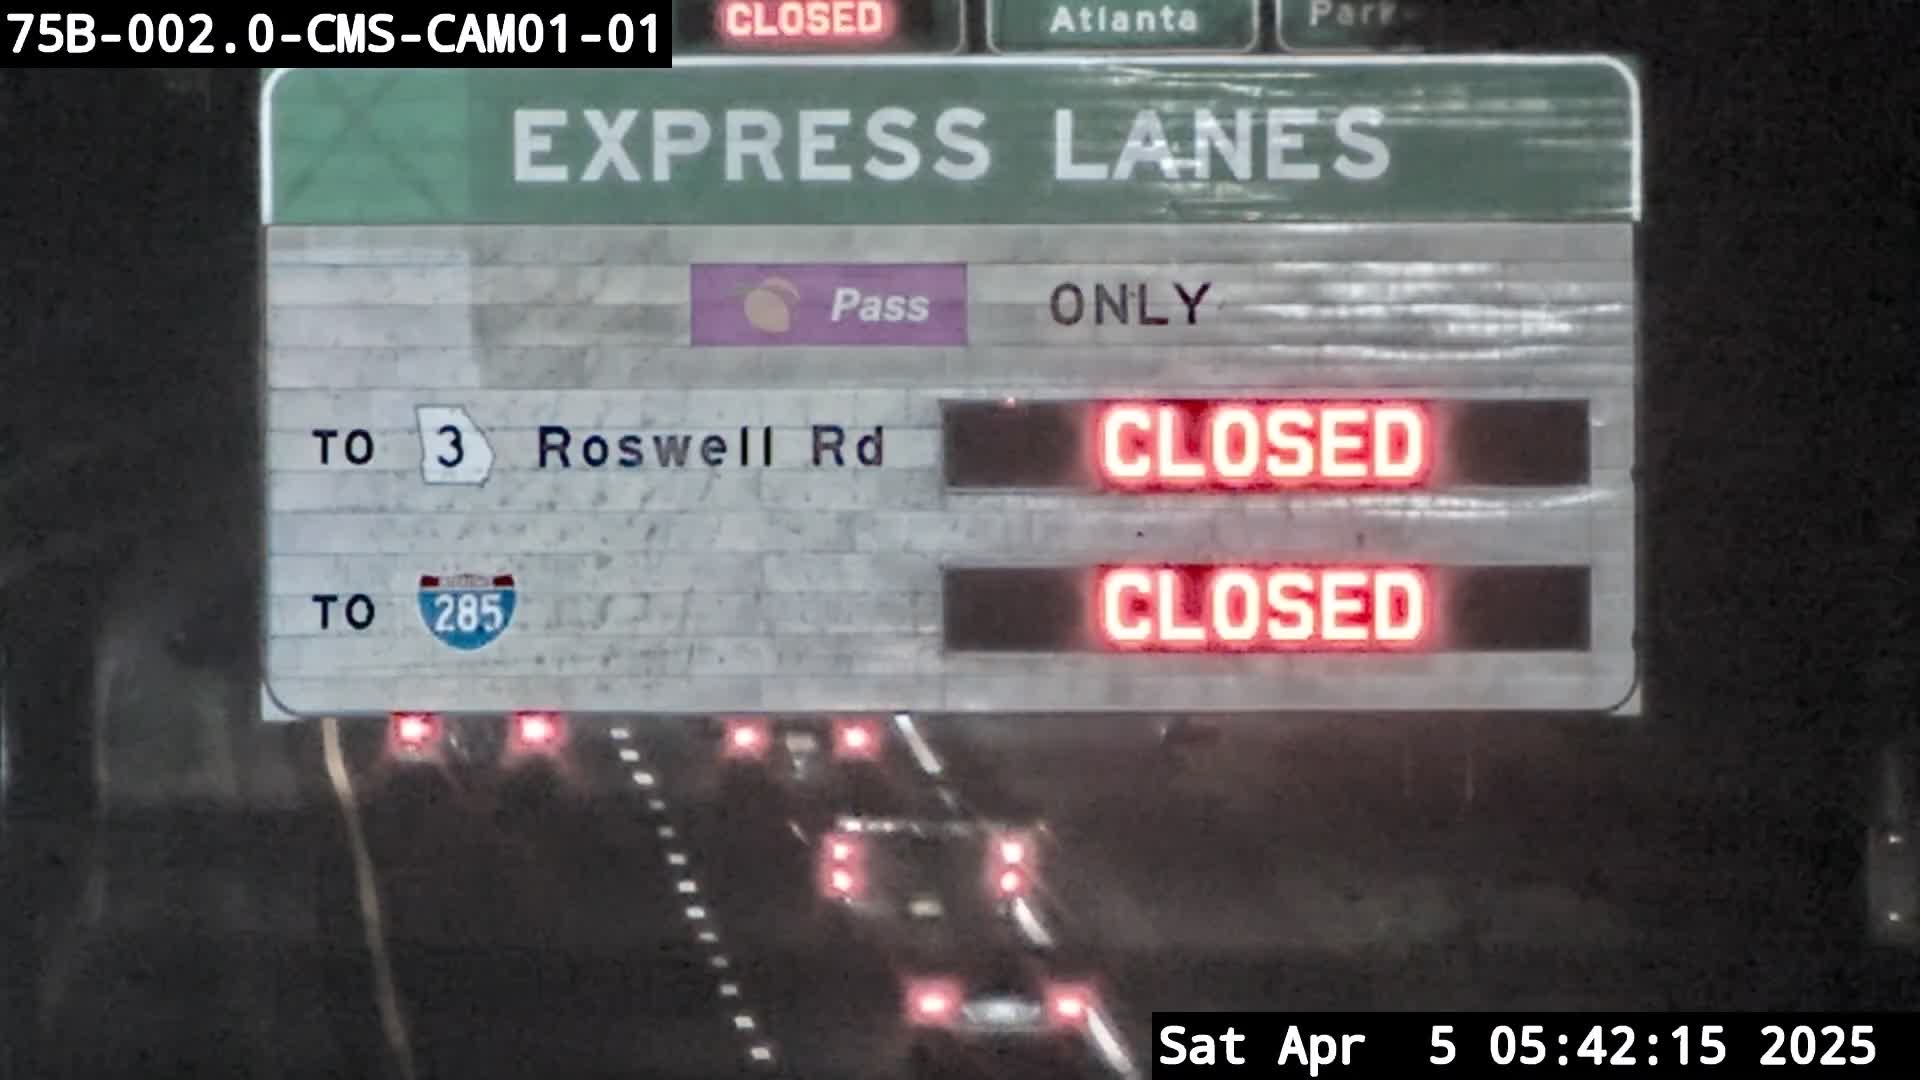 75B-002.0-CMS-CAM01-01
CLOSED
Atlanta
Park
EXPRESS LANES
Pass ONLY
TO 3 Roswell Rd CLOSED
TO 285 CLOSED
Sat Apr 5 05:42:15 2025